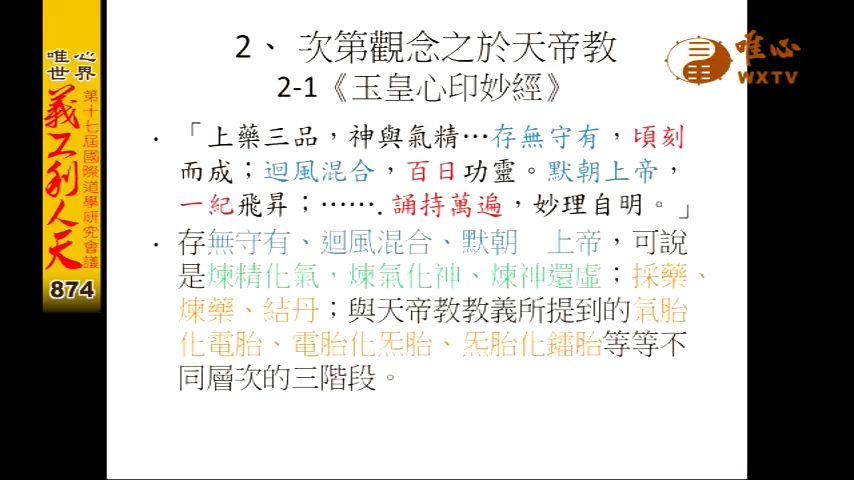 唯心
世界
義工利人天
第十七屆國際道學研究會議
874
唯心
WXTV
2、 次第觀念之於天帝教
2-1《玉皇心印妙經》
•「上藥三品，神與氣精…存無守有，頃刻
而成；迴風混合，百日功靈。默朝上帝，
一紀飛昇；…….誦持萬遍，妙理自明。」
• 存無守有、迴風混合、默朝 上帝，可說
是煉精化氣，煉氣化神、煉神還虛；採藥、
煉藥、結丹；與天帝教教義所提到的氣胎
化電胎、電胎化炁胎、炁胎化鐳胎等等不
同層次的三階段。